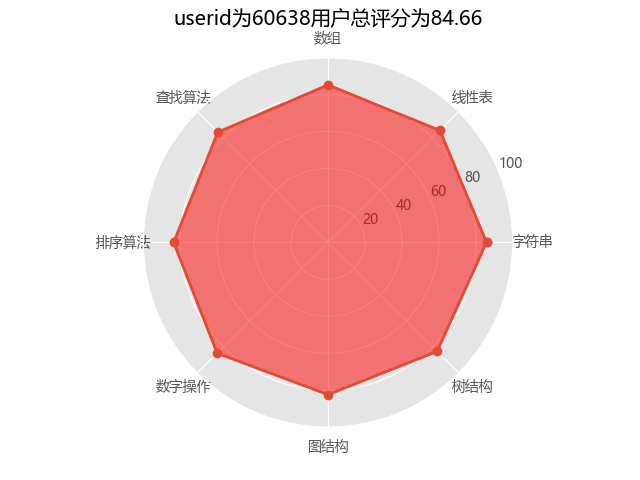 userid为60638用户总评分为84.66
数组
查找算法
线性表
100
80
60
40
20
排序算法
字符串
数字操作
树结构
图结构